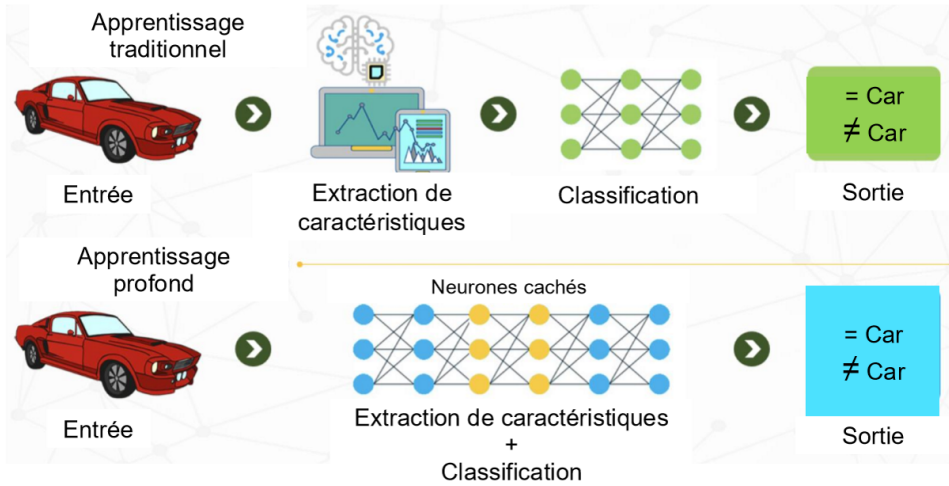 Apprentissage
traditionnel
= Car
≠ Car
Entrée
Extraction de
caractéristiques
Classification
Sortie
Apprentissage
profond
Neurones cachés
= Car
≠ Car
Entrée
Extraction de caractéristiques
+
Classification
Sortie